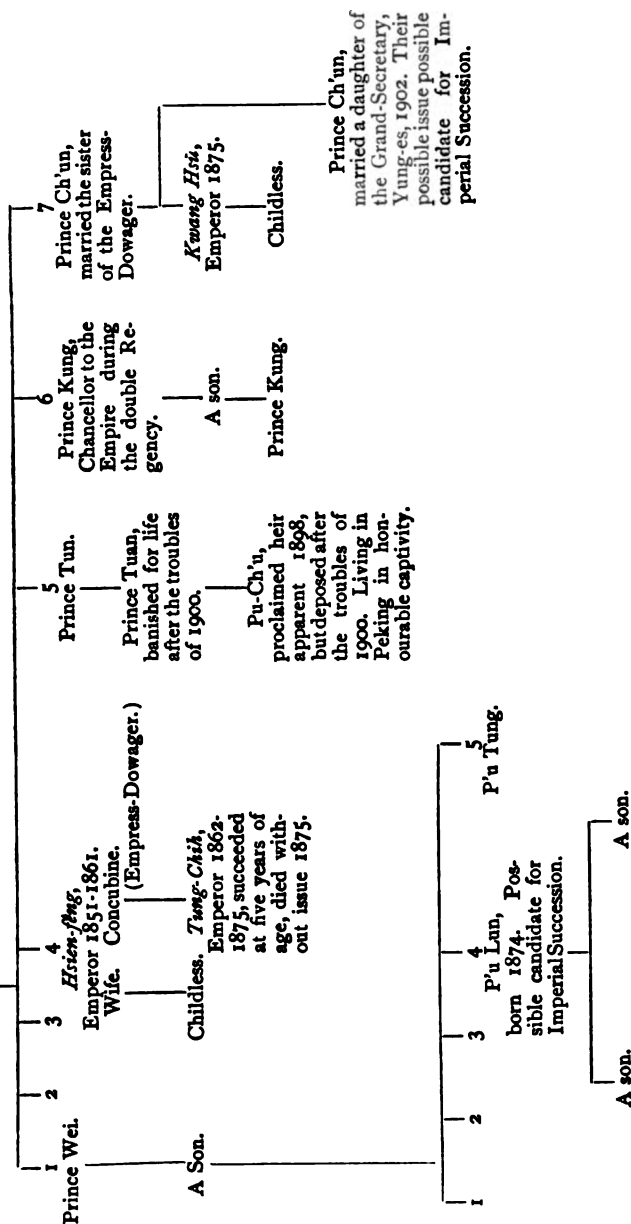 1
Prince Wei.
A Son.
2
3
4
Hsien-fêng,
Emperor 1851-1861.
Wife. Concubine.
(Empress-Dowager.)
Childless. Tung-Chih,
Emperor 1862-
1875, succeeded
at five years of
age, died with-
out issue 1875.
5
Prince Tun.
Prince Tuan,
banished for life
after the troubles
of 1900.
Pu-Ch'u,
proclaimed heir
apparent 1898,
but deposed after
the troubles of
1900. Living in
Peking in hon-
ourable captivity.
6
Prince Kung,
Chancellor to the
Empire during
the double Re-
gency.
A son.
Prince Kung.
7
Prince Ch'un,
married the sister
of the Empress-
Dowager.
Kwang Hsü,
Emperor 1875.
Childless.
Prince Ch'un,
married a daughter of
the Grand-Secretary,
Yung-es, 1902. Their
possible issue possible
candidate for Im-
perial Succession.
1
2
3
4
P'u Lun,
born 1874. Pos-
sible candidate for
Imperial Succession.
A son.
A son.
5
P'u Tung.